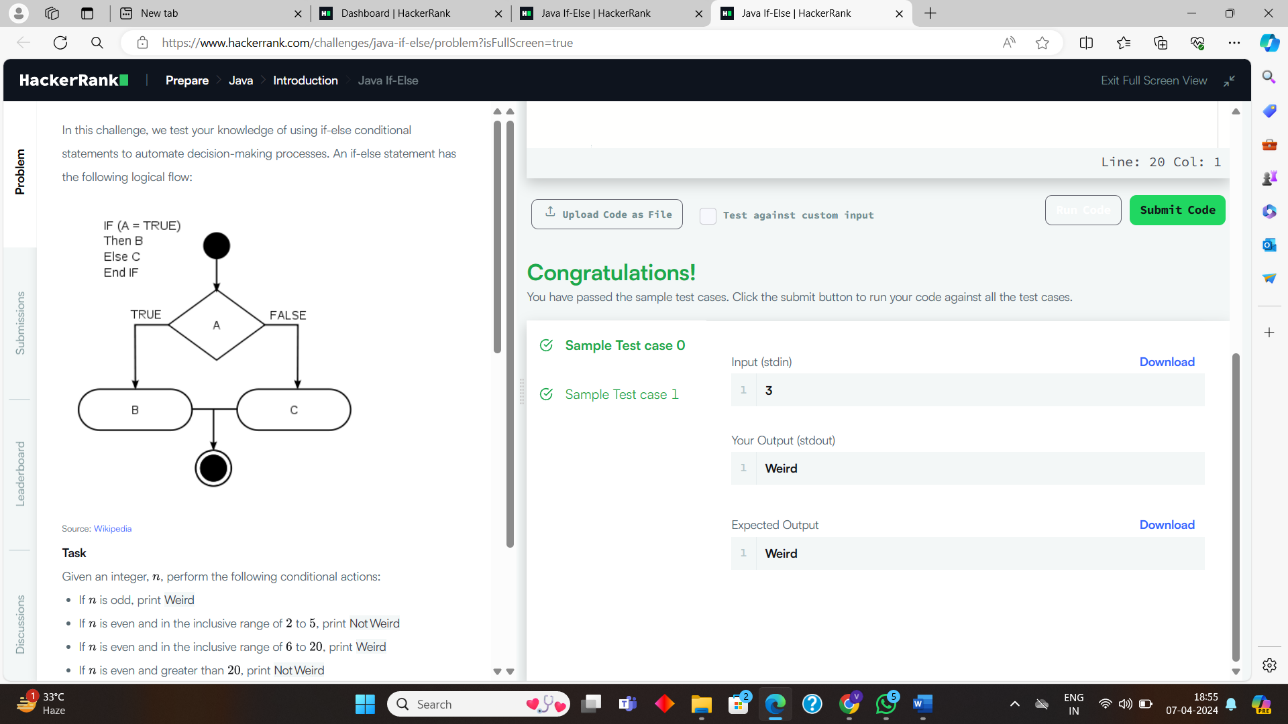 New tab
Dashboard | HackerRank
Java If-Else | HackerRank
Java If-Else | HackerRank
https://www.hackerrank.com/challenges/java-if-else/problem?isFullScreen=true
HackerRank
Prepare
Java
Introduction
Java If-Else
Exit Full Screen View
Problem
Submissions
Leaderboard
Discussions
In this challenge, we test your knowledge of using if-else conditional
statements to automate decision-making processes. An if-else statement has
the following logical flow:
IF (A = TRUE)
Then B
Else C
End IF
TRUE
A
FALSE
B
C
Source: Wikipedia
Task
Given an integer, n, perform the following conditional actions:
• If n is odd, print Weird
• If n is even and in the inclusive range of 2 to 5, print Not Weird
• If n is even and in the inclusive range of 6 to 20, print Weird
• If n is even and greater than 20, print Not Weird
Line: 20 Col: 1
Upload Code as File
Test against custom input
Run Code
Submit Code
Congratulations!
You have passed the sample test cases. Click the submit button to run your code against all the test cases.
Sample Test case 0
Sample Test case 1
Input (stdin)
Download
1 3
Your Output (stdout)
1 Weird
Expected Output
Download
1 Weird
1
33°C
Haze
Search
2
V
5
W
ENG
IN
18:55
07-04-2024
PRE